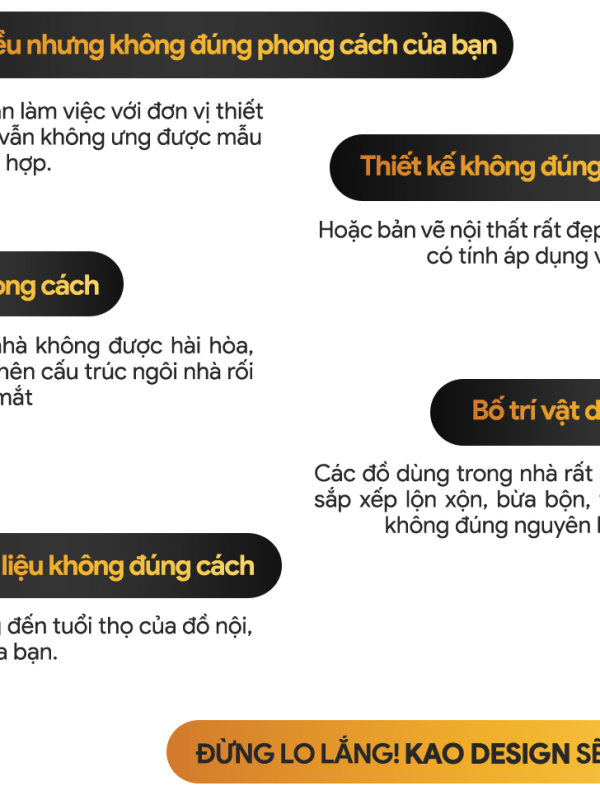 ều nhưng không đúng phong cách của bạn
làm việc với đơn vị thiết
vẫn không ưng được mẫu
hợp.
Thiết kế không đúng
Hoặc bản vẽ nội thất rất đẹp
có tính áp dụng
ong cách
nhà không được hài hòa,
nên cấu trúc ngôi nhà rối
mắt
Bố trí vật d
Các đồ dùng trong nhà rất
sắp xếp lộn xộn, bừa bộn,
không đúng nguyên
liệu không đúng cách
đến tuổi thọ của đồ nội,
bạn.
ĐỪNG LO LẮNG! KAO DESIGN SẼ